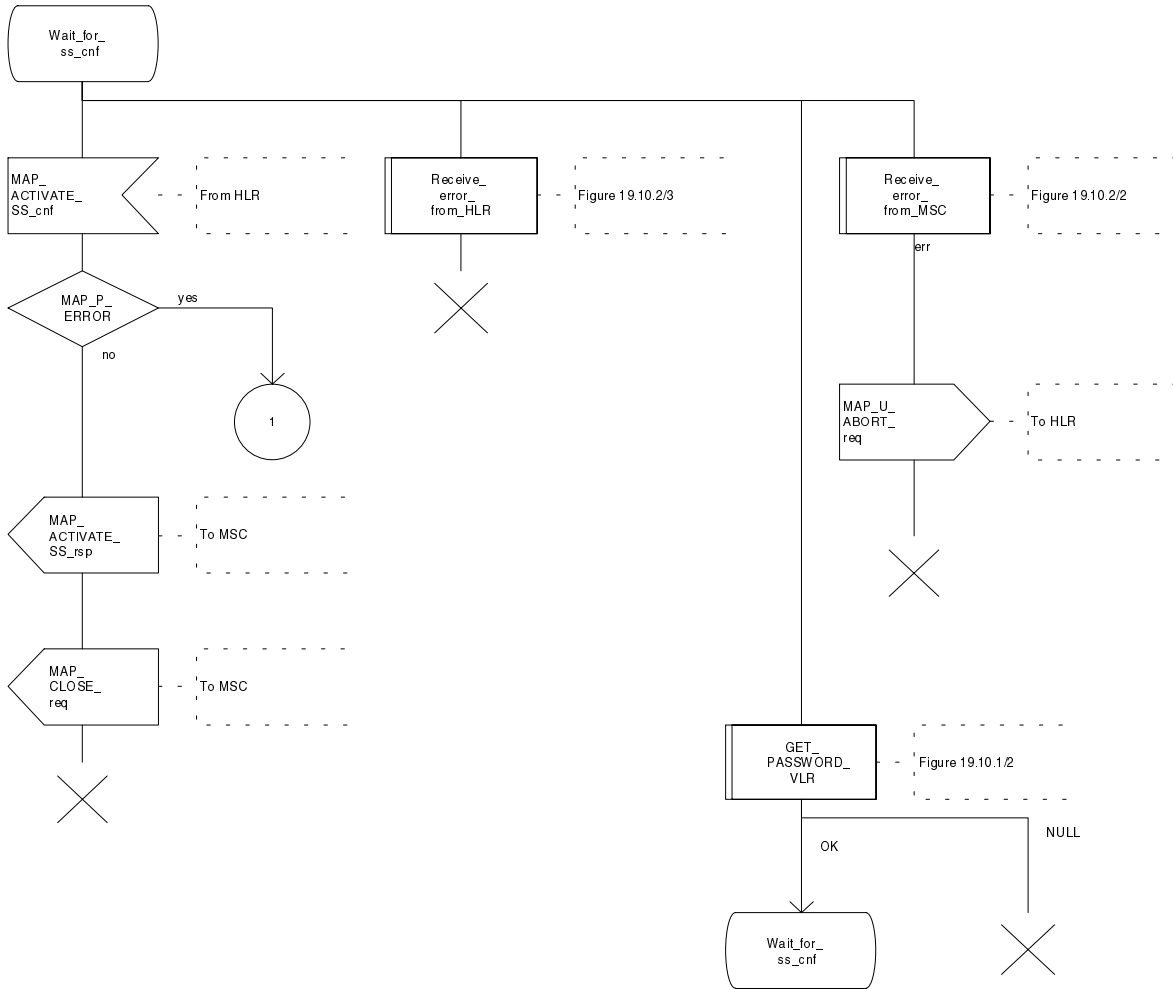 Wait_for_
ss_cnf
MAP_
ACTIVATE_
SS_cnf
From HLR
Receive_
error_
from_HLR
Figure 19.10.2/3
Receive_
error_
from_MSC
Figure 19.10.2/2
err
MAP_P_
ERROR
yes
no
1
MAP_U_
ABORT_
req
To HLR
MAP_
ACTIVATE_
SS_rsp
To MSC
MAP_
CLOSE_
req
To MSC
GET_
PASSWORD_
VLR
Figure 19.10.1/2
OK
NULL
Wait_for_
ss_cnf